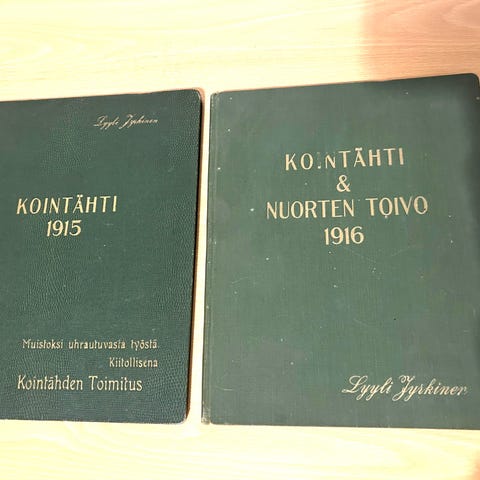 Lyyli Jyrkinen
KOINTÄHTI
1915
Muistoksi uhrautuvasta työstä
Kiitollisena
Kointähden Toimitus
KOINTÄHTI
&
NUORTEN TOIVO
1916
Lyyli Jyrkinen